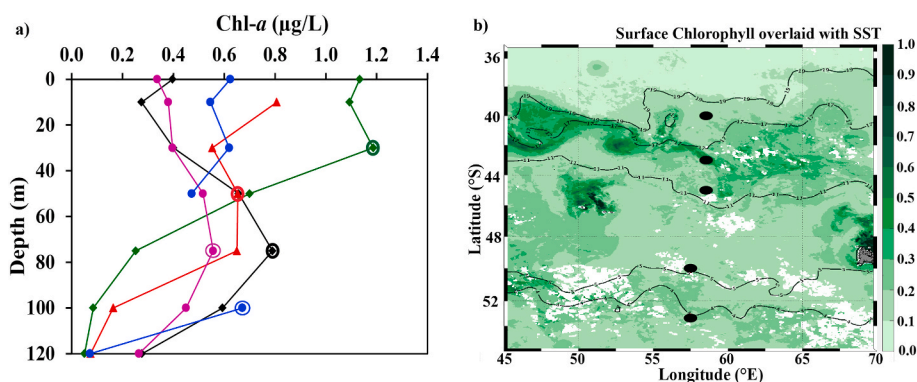 a)
Chl-a (µg/L)
0.0 0.2 0.4 0.6 0.8 1.0 1.2 1.4
0
20
40
60
80
100
120
Depth (m)
b)
Surface Chlorophyll overlaid with SST
36
40
44
48
52
Latitude (°S)
45 50 55 60 65 70
Longitude (°E)
1.0
0.9
0.8
0.7
0.6
0.5
0.4
0.3
0.2
0.1
0.0